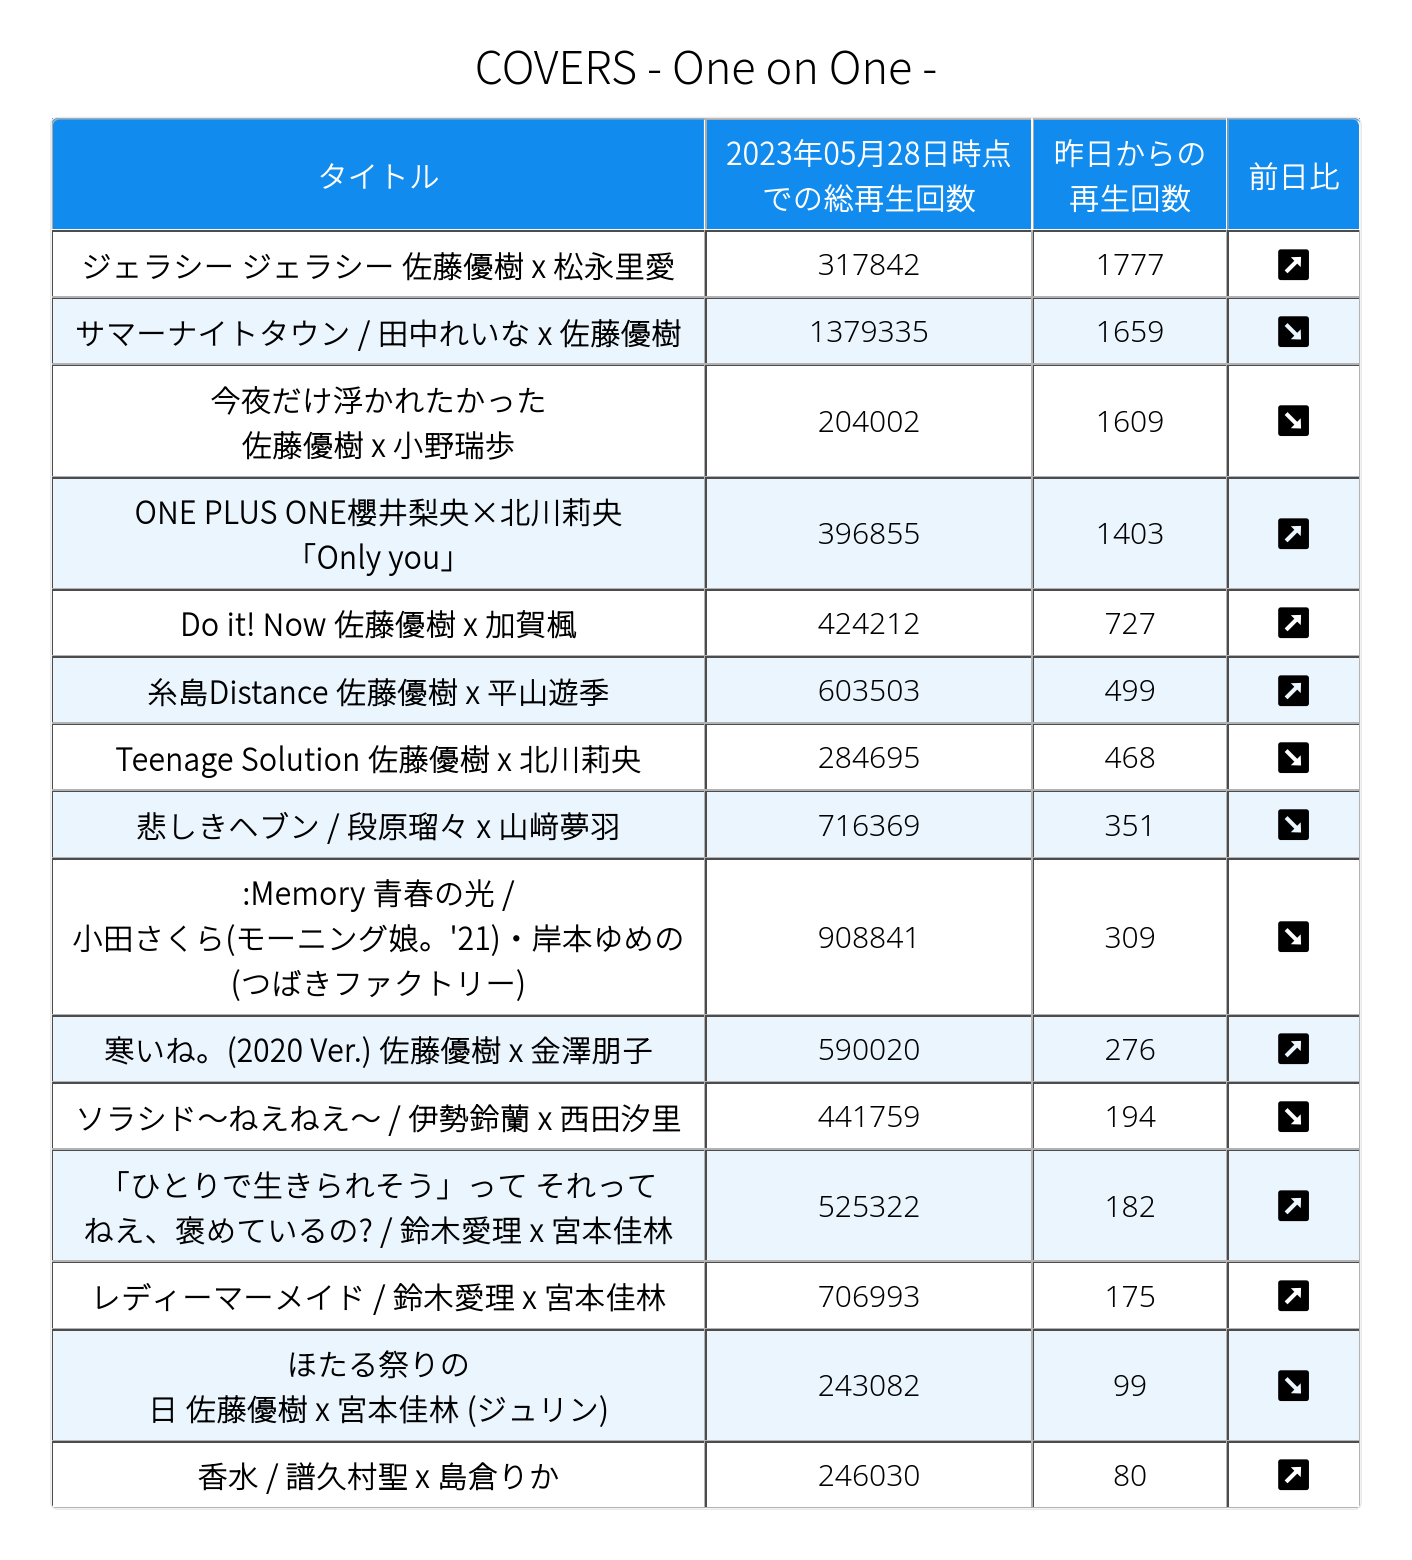 COVERS - One on One -
タイトル
2023年05月28日時点
での総再生回数
昨日からの
再生回数
前日比
ジェラシー ジェラシー 佐藤優樹 x 松永里愛
317842
1777
サマーナイトタウン / 田中れいな x 佐藤優樹
1379335
1659
今夜だけ浮かれたかった
佐藤優樹 x 小野瑞歩
204002
1609
ONE PLUS ONE櫻井梨央×北川莉央
「Only you」
396855
1403
Do it! Now 佐藤優樹 x 加賀楓
424212
727
糸島Distance 佐藤優樹 x 平山遊季
603503
499
Teenage Solution 佐藤優樹 x 北川莉央
284695
468
悲しきヘブン / 段原瑠々 x 山﨑夢羽
716369
351
:Memory 青春の光 /
小田さくら(モーニング娘。'21)・岸本ゆめの
(つばきファクトリー)
908841
309
寒いね。(2020 Ver.) 佐藤優樹 x 金澤朋子
590020
276
ソラシド〜ねえねえ〜 / 伊勢鈴蘭 x 西田汐里
441759
194
「ひとりで生きられそう」って それって
ねえ、褒めているの? / 鈴木愛理 x 宮本佳林
525322
182
レディーマーメイド / 鈴木愛理 x 宮本佳林
706993
175
ほたる祭りの
日 佐藤優樹 x 宮本佳林 (ジュリン)
243082
99
香水 / 譜久村聖 x 島倉りか
246030
80